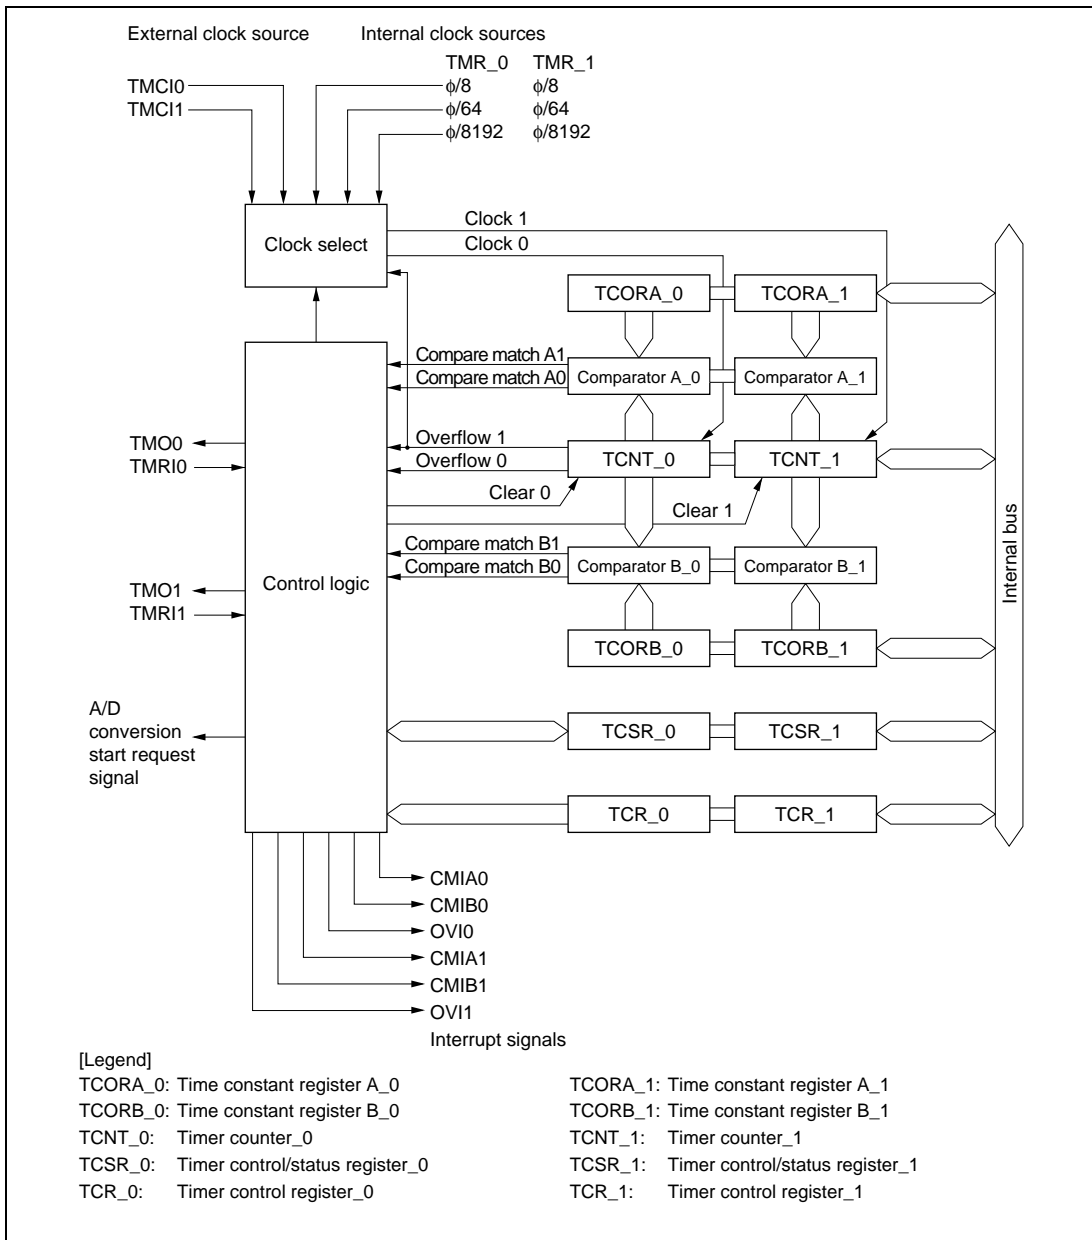 External clock source
Internal clock sources
TMR_0 TMR_1
TMCI0
TMCI1
ϕ/8 ϕ/8
ϕ/64 ϕ/64
ϕ/8192 ϕ/8192
Clock select
Clock 1
Clock 0
TCORA_0
TCORA_1
Compare match A1
Compare match A0
Comparator A_0
Comparator A_1
TMO0
TMRI0
Overflow 1
Overflow 0
TCNT_0
TCNT_1
Clear 0
Clear 1
Control logic
Compare match B1
Compare match B0
Comparator B_0
Comparator B_1
Internal bus
TMO1
TMRI1
TCORB_0
TCORB_1
A/D
conversion
start request
signal
TCSR_0
TCSR_1
TCR_0
TCR_1
CMIA0
CMIB0
OVI0
CMIA1
CMIB1
OVI1
Interrupt signals
[Legend]
TCORA_0: Time constant register A_0
TCORB_0: Time constant register B_0
TCNT_0: Timer counter_0
TCSR_0: Timer control/status register_0
TCR_0: Timer control register_0
TCORA_1: Time constant register A_1
TCORB_1: Time constant register B_1
TCNT_1: Timer counter_1
TCSR_1: Timer control/status register_1
TCR_1: Timer control register_1